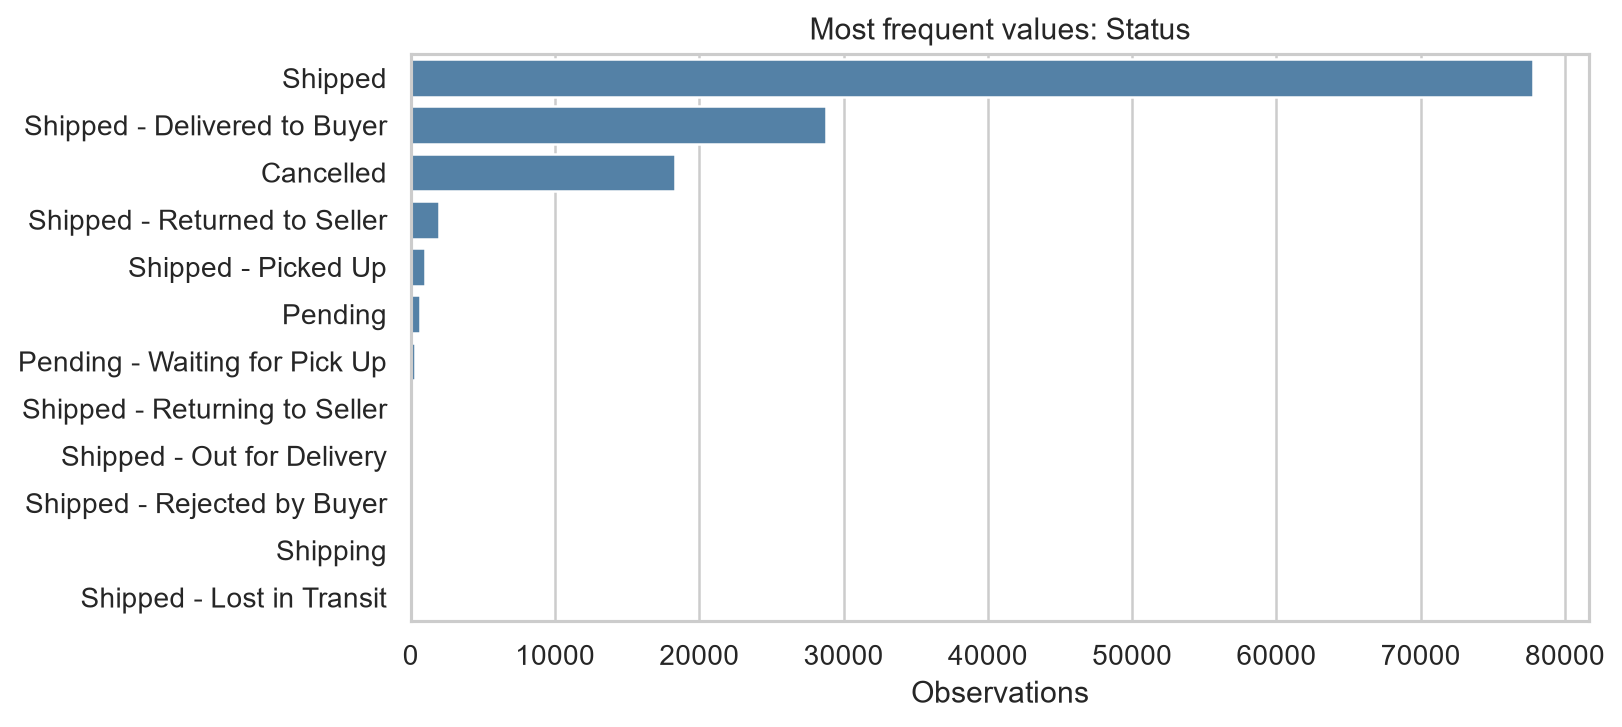 Most frequent values: Status
Shipped
Shipped - Delivered to Buyer
Cancelled
Shipped - Returned to Seller
Shipped - Picked Up
Pending
Pending - Waiting for Pick Up
Shipped - Returning to Seller
Shipped - Out for Delivery
Shipped - Rejected by Buyer
Shipping
Shipped - Lost in Transit
0 10000 20000 30000 40000 50000 60000 70000 80000
Observations